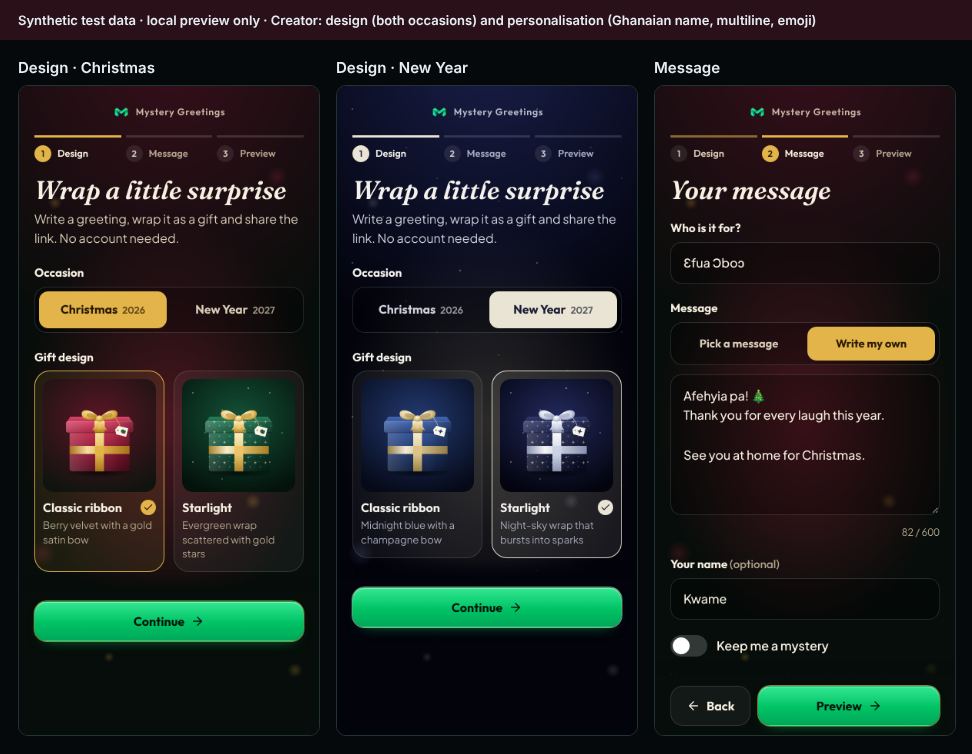 Synthetic test data · local preview only · Creator: design (both occasions) and personalisation (Ghanaian name, multiline, emoji)
Design · Christmas
Mystery Greetings
1 Design
2 Message
3 Preview
Wrap a little surprise
Write a greeting, wrap it as a gift and share the
link. No account needed.
Occasion
Christmas 2026
New Year 2027
Gift design
Classic ribbon
Berry velvet with a gold
satin bow
Starlight
Evergreen wrap
scattered with gold
stars
Continue →
Design · New Year
Mystery Greetings
1 Design
2 Message
3 Preview
Wrap a little surprise
Write a greeting, wrap it as a gift and share the
link. No account needed.
Occasion
Christmas 2026
New Year 2027
Gift design
Classic ribbon
Midnight blue with a
champagne bow
Starlight
Night-sky wrap that
bursts into sparks
Continue →
Message
Mystery Greetings
1 Design
2 Message
3 Preview
Your message
Who is it for?
Ɛfua Ɔboɔ
Message
Pick a message
Write my own
Afehyia pa! 🎄
Thank you for every laugh this year.
See you at home for Christmas.
82 / 600
Your name (optional)
Kwame
Keep me a mystery
← Back
Preview →